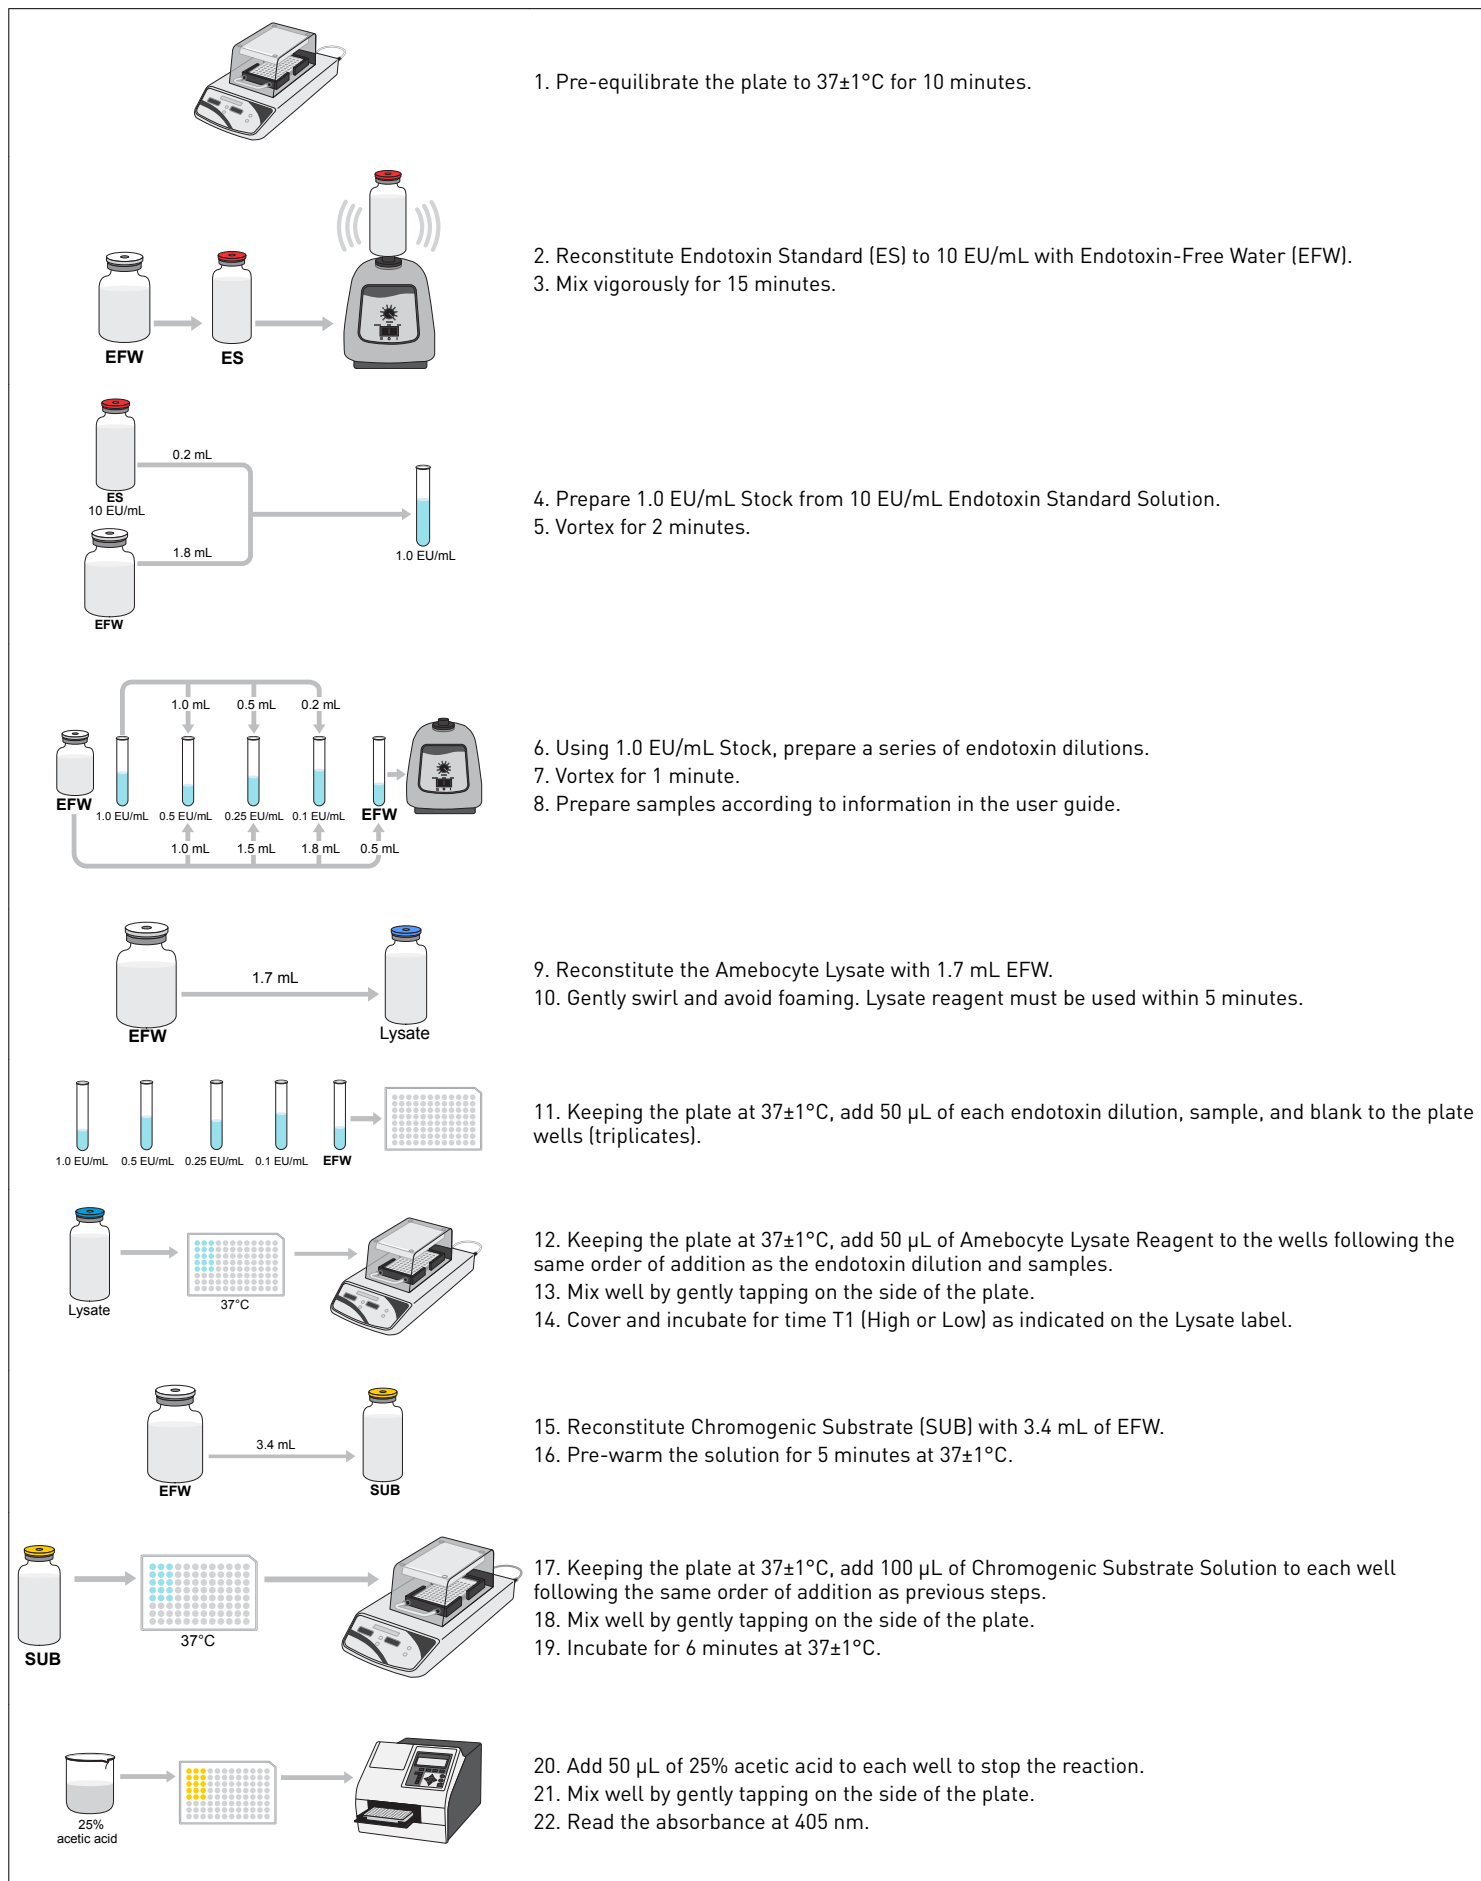 1. Pre-equilibrate the plate to 37±1°C for 10 minutes.
EFW
ES
2. Reconstitute Endotoxin Standard (ES) to 10 EU/mL with Endotoxin-Free Water (EFW).
3. Mix vigorously for 15 minutes.
0.2 mL
ES
10 EU/mL
1.8 mL
EFW
1.0 EU/mL
4. Prepare 1.0 EU/mL Stock from 10 EU/mL Endotoxin Standard Solution.
5. Vortex for 2 minutes.
1.0 mL 0.5 mL 0.2 mL
EFW
1.0 EU/mL 0.5 EU/mL 0.25 EU/mL 0.1 EU/mL EFW
1.0 mL 1.5 mL 1.8 mL 0.5 mL
6. Using 1.0 EU/mL Stock, prepare a series of endotoxin dilutions.
7. Vortex for 1 minute.
8. Prepare samples according to information in the user guide.
1.7 mL
EFW
Lysate
9. Reconstitute the Amebocyte Lysate with 1.7 mL EFW.
10. Gently swirl and avoid foaming. Lysate reagent must be used within 5 minutes.
1.0 EU/mL 0.5 EU/mL 0.25 EU/mL 0.1 EU/mL EFW
11. Keeping the plate at 37±1°C, add 50 µL of each endotoxin dilution, sample, and blank to the plate
wells (triplicates).
Lysate
37°C
12. Keeping the plate at 37±1°C, add 50 µL of Amebocyte Lysate Reagent to the wells following the
same order of addition as the endotoxin dilution and samples.
13. Mix well by gently tapping on the side of the plate.
14. Cover and incubate for time T1 (High or Low) as indicated on the Lysate label.
3.4 mL
EFW
SUB
15. Reconstitute Chromogenic Substrate (SUB) with 3.4 mL of EFW.
16. Pre-warm the solution for 5 minutes at 37±1°C.
SUB
37°C
17. Keeping the plate at 37±1°C, add 100 µL of Chromogenic Substrate Solution to each well
following the same order of addition as previous steps.
18. Mix well by gently tapping on the side of the plate.
19. Incubate for 6 minutes at 37±1°C.
25%
acetic acid
20. Add 50 µL of 25% acetic acid to each well to stop the reaction.
21. Mix well by gently tapping on the side of the plate.
22. Read the absorbance at 405 nm.